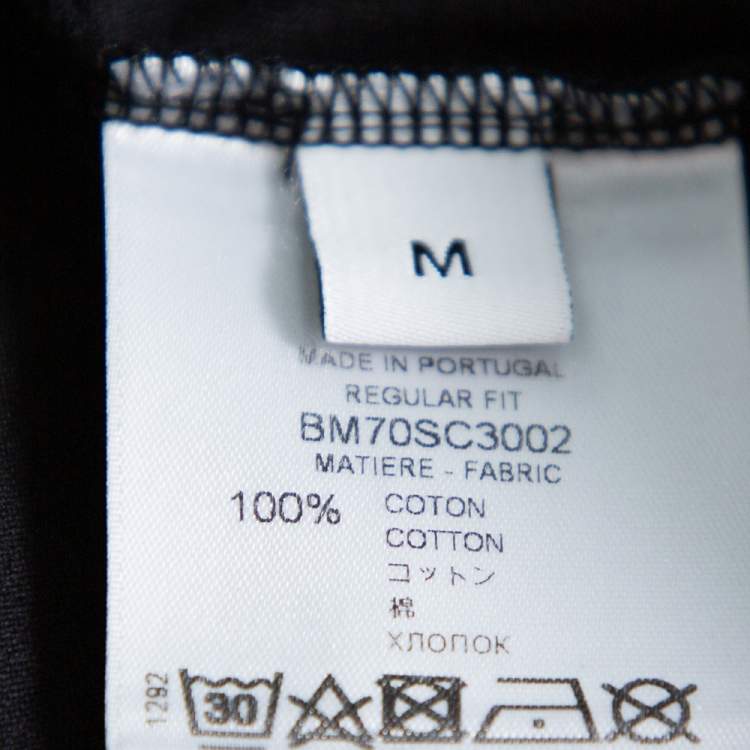 M
MADE IN PORTUGAL
REGULAR FIT
BM70SC3002
MATIERE - FABRIC
100% COTON
COTTON
コットン
棉
ХЛОПОК
1292
30